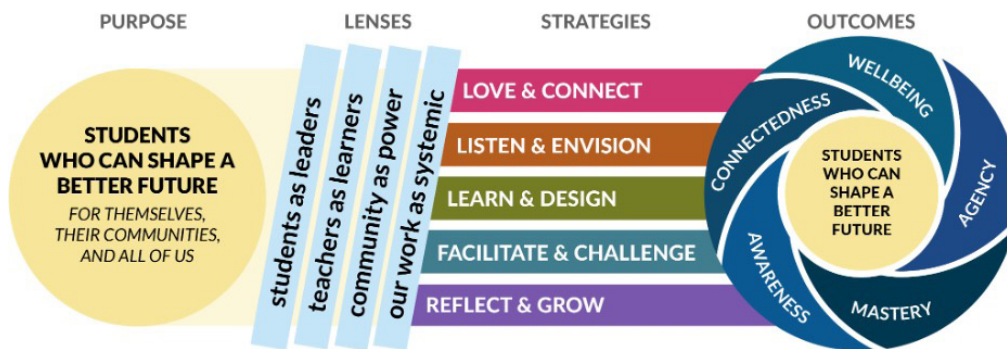 PURPOSE
LENSES
STRATEGIES
OUTCOMES
STUDENTS
WHO CAN SHAPE A
BETTER FUTURE
FOR THEMSELVES,
THEIR COMMUNITIES,
AND ALL OF US
students as leaders
teachers as learners
community as power
our work as systemic
LOVE & CONNECT
LISTEN & ENVISION
LEARN & DESIGN
FACILITATE & CHALLENGE
REFLECT & GROW
WELLBEING
AGENCY
MASTERY
AWARENESS
CONNECTEDNESS
STUDENTS
WHO CAN
SHAPE A
BETTER
FUTURE